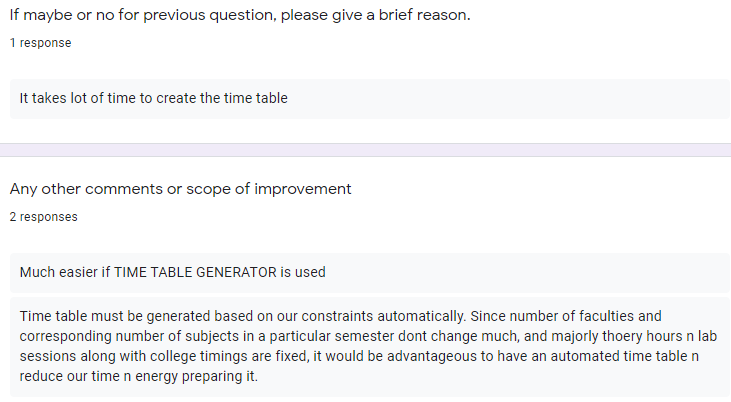 If maybe or no for previous question, please give a brief reason.
1 response
It takes lot of time to create the time table
Any other comments or scope of improvement
2 responses
Much easier if TIME TABLE GENERATOR is used
Time table must be generated based on our constraints automatically. Since number of faculties and
corresponding number of subjects in a particular semester dont change much, and majorly thoery hours n lab
sessions along with college timings are fixed, it would be advantageous to have an automated time table n
reduce our time n energy preparing it.